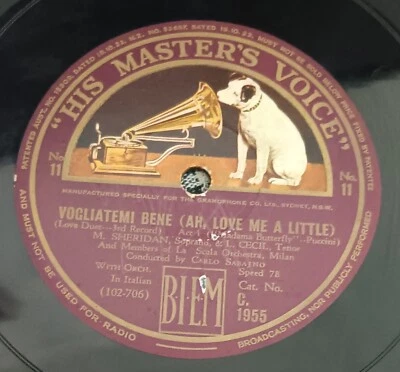 "HIS MASTER'S VOICE"
No. 11
No. 11
MANUFACTURED SPECIALLY FOR THE GRAMOPHONE CO. LTD., SYDNEY, N.S.W.
VOGLIATEMI BENE (AH, LOVE ME A LITTLE)
(Love Duet—3rd Record) Act 1 "Madama Butterfly"—Puccini)
M. SHERIDAN, Soprano, & L. CECIL, Tenor
And Members of La Scala Orchestra, Milan
Conducted by CARLO SABAJNO
WITH ORCH.
Speed 78
In Italian
Cat. No.
(102-706)
C.
1955
BIEM
AND MUST NOT BE USED FOR RADIO
BROADCASTING, NOR PUBLICLY PERFORMED